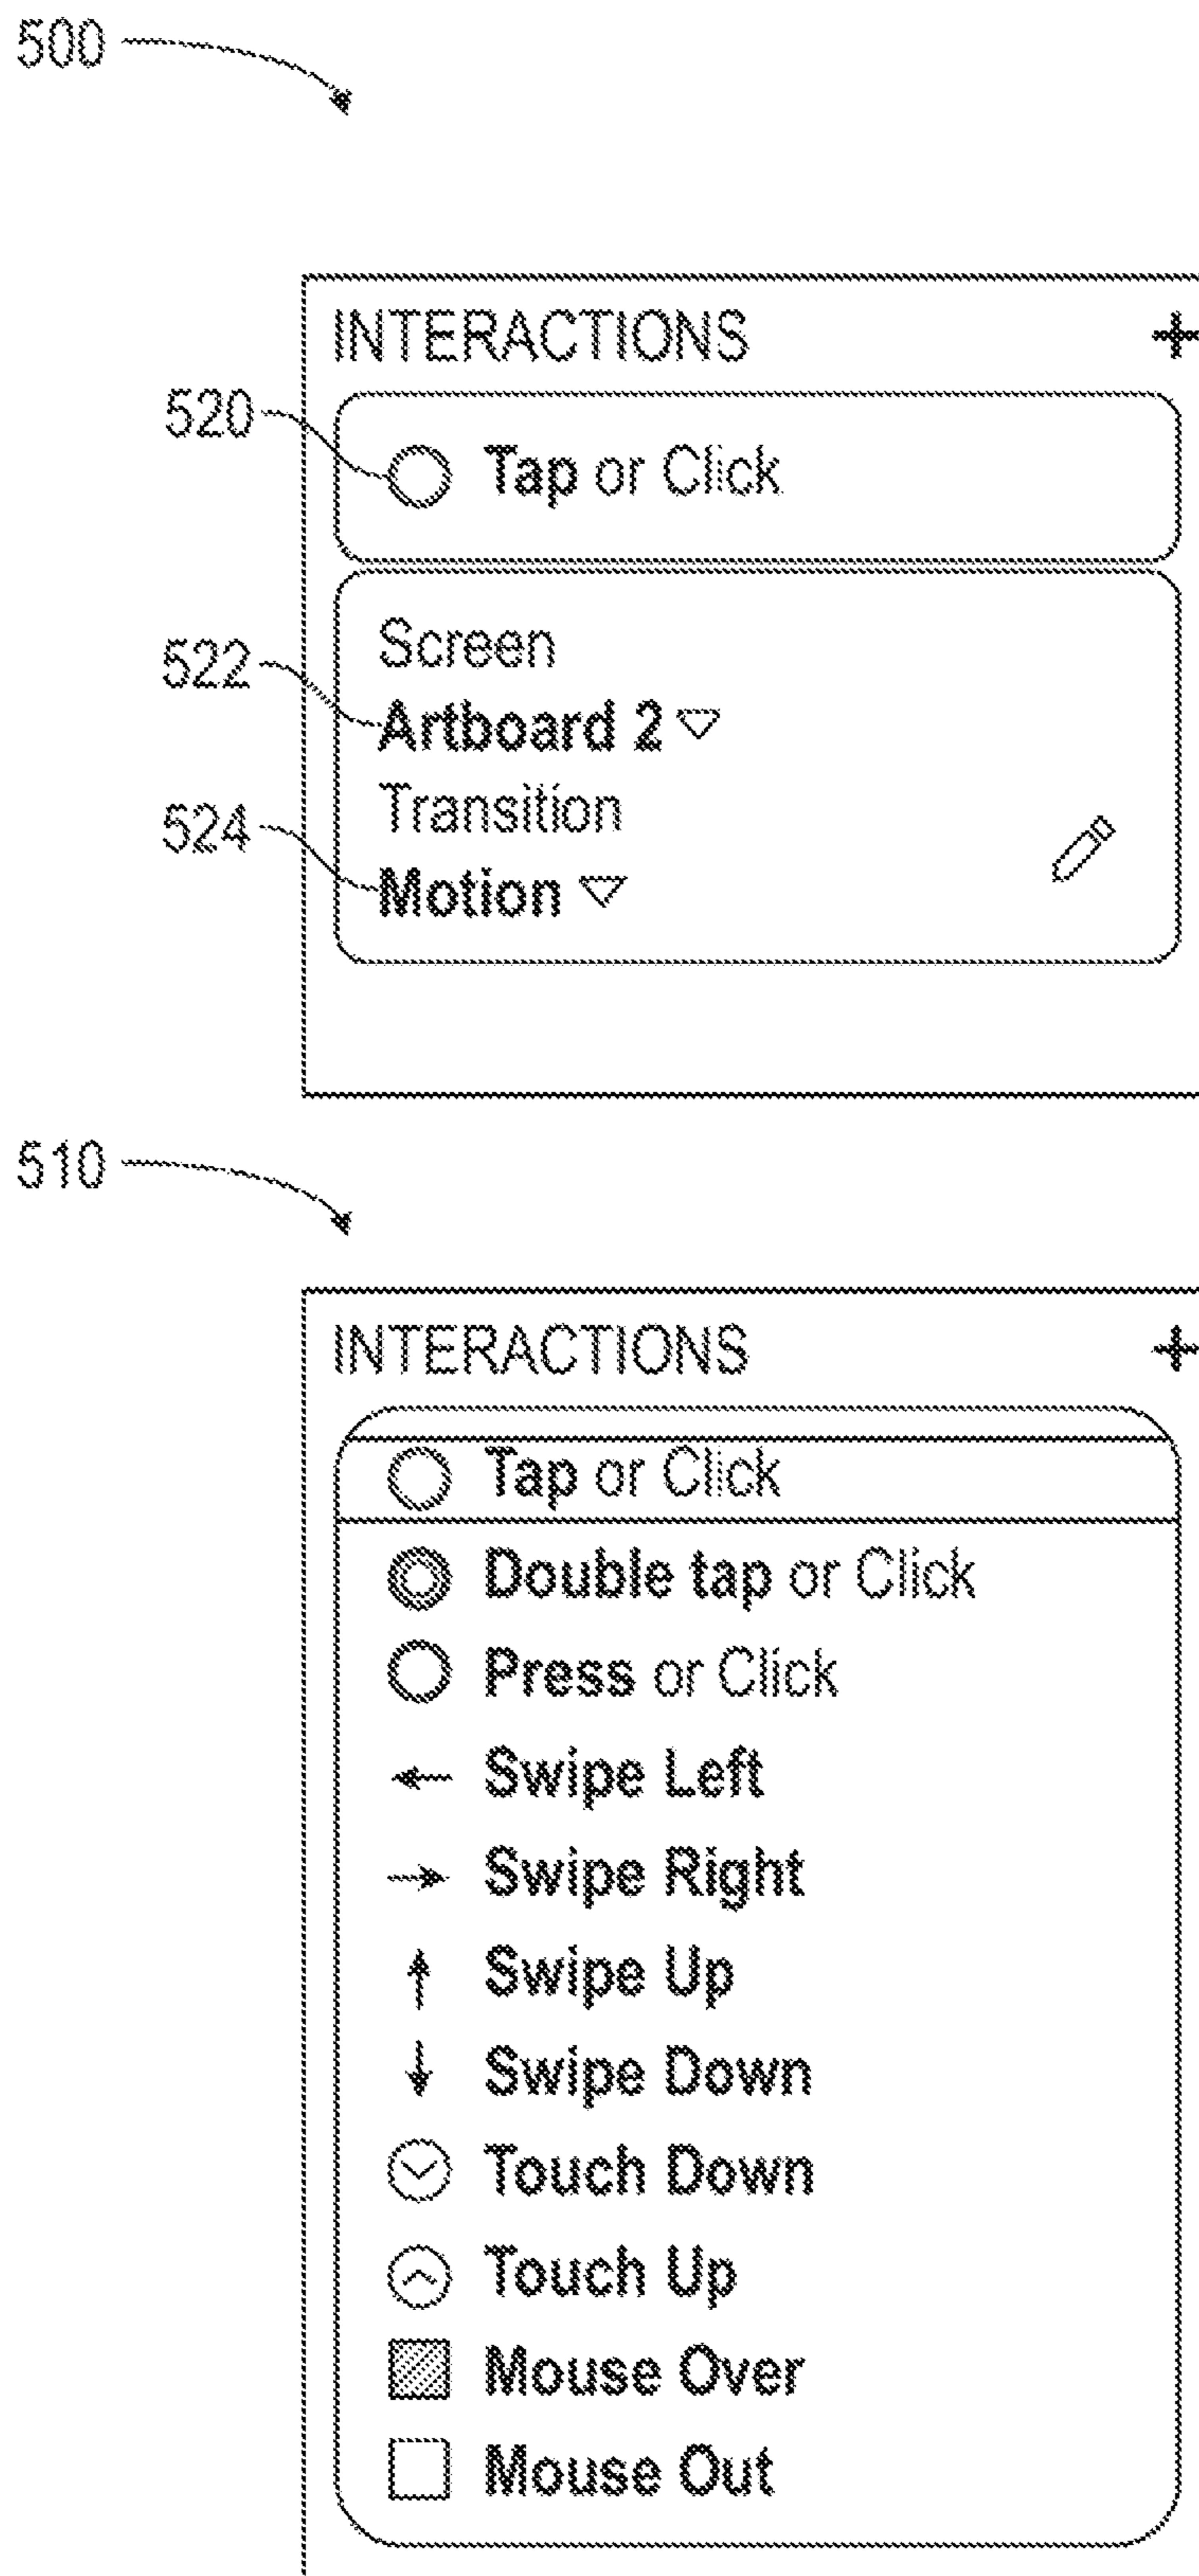 500
INTERACTIONS +
520
Tap or Click
Screen
522
Artboard 2
Transition
524
Motion
510
INTERACTIONS +
Tap or Click
Double tap or Click
Press or Click
Swipe Left
Swipe Right
Swipe Up
Swipe Down
Touch Down
Touch Up
Mouse Over
Mouse Out